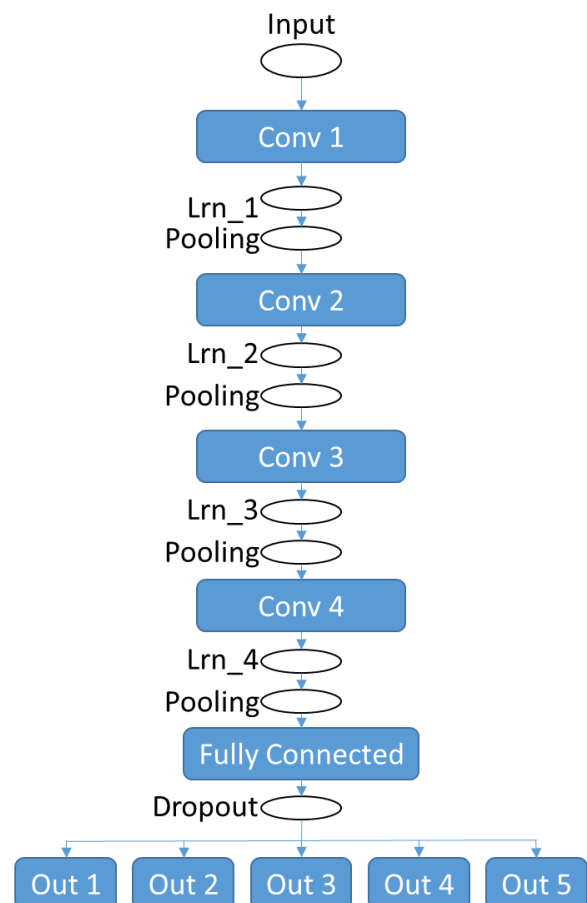 Input
Conv 1
Lrn_1
Pooling
Conv 2
Lrn_2
Pooling
Conv 3
Lrn_3
Pooling
Conv 4
Lrn_4
Pooling
Fully Connected
Dropout
Out 1 Out 2 Out 3 Out 4 Out 5